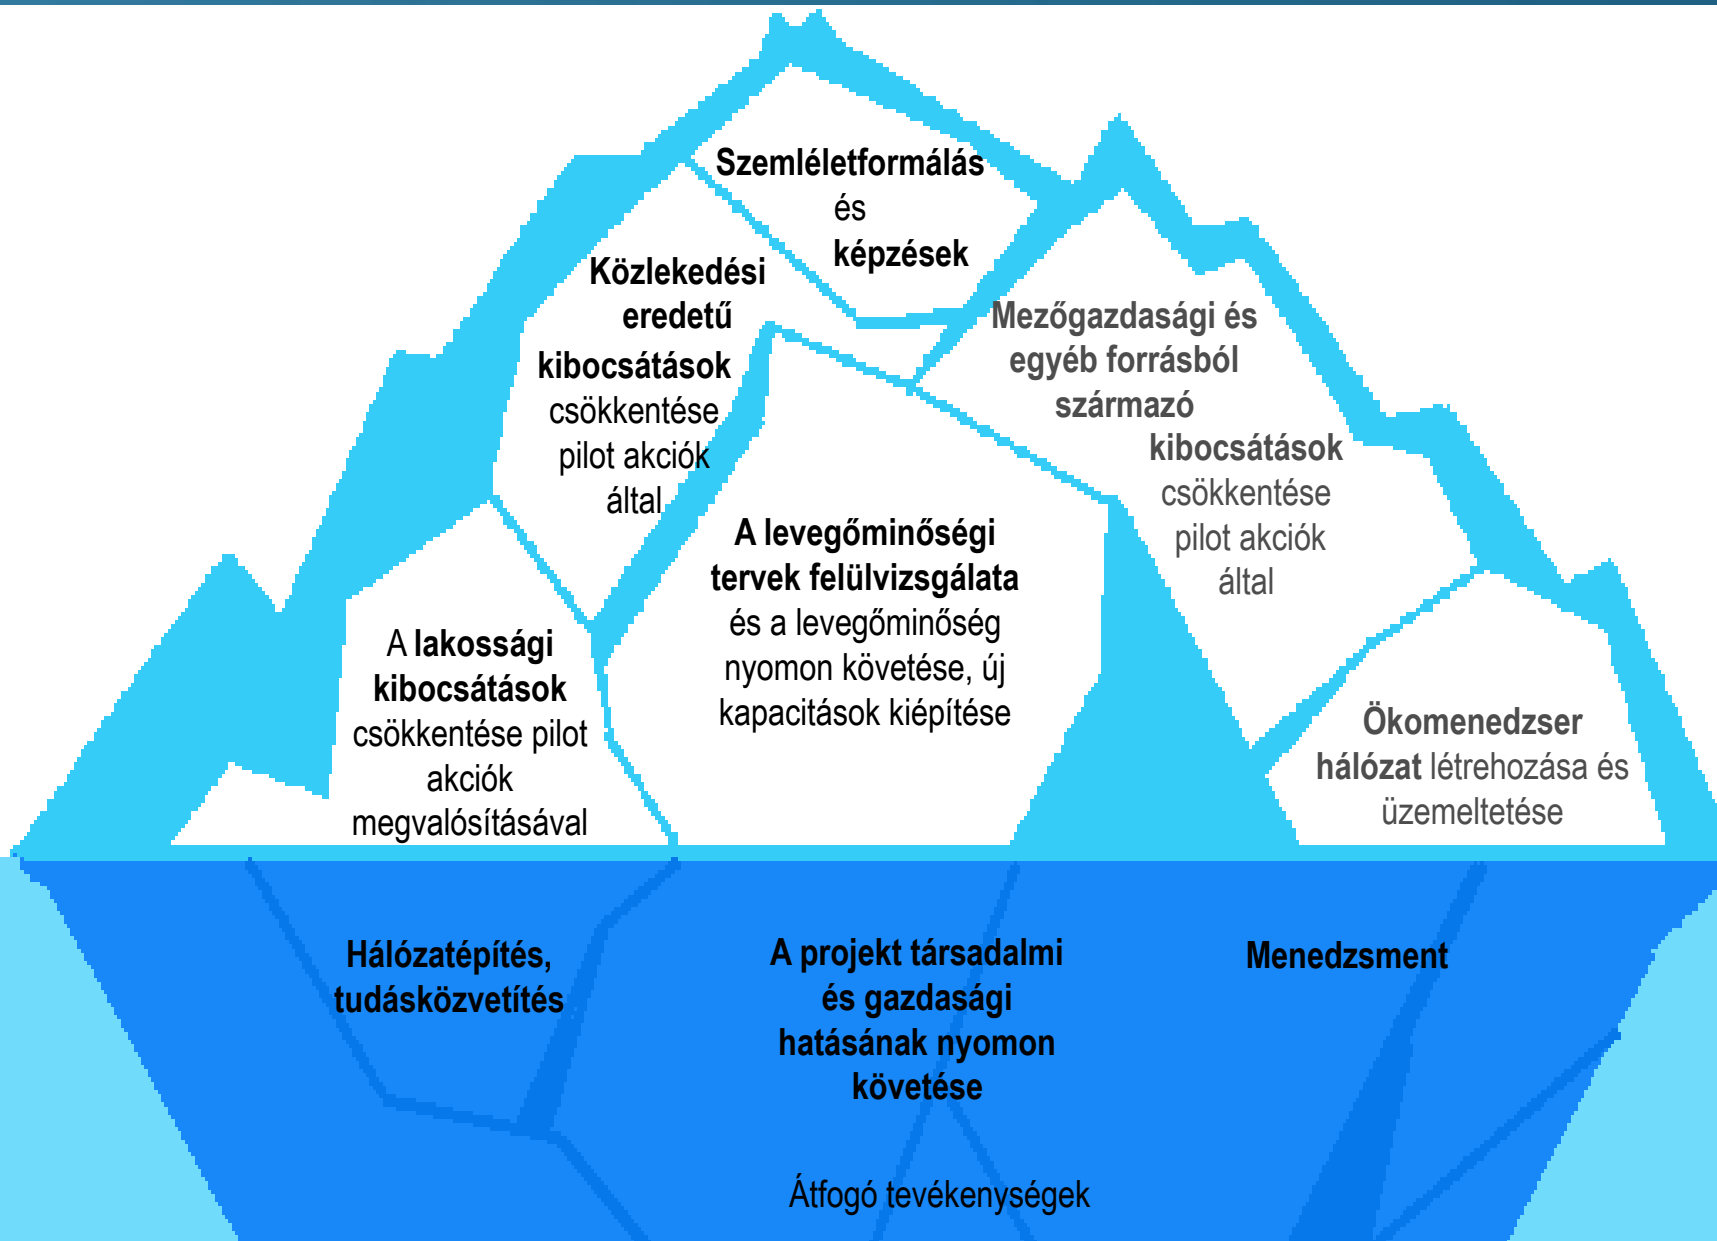 Szemléletformálás
és
képzések
Közlekedési
eredetű
kibocsátások
csökkentése
pilot akciók
által
Mezőgazdasági és
egyéb forrásból
származó
kibocsátások
csökkentése
pilot akciók
által
A levegőminőségi
tervek felülvizsgálata
és a levegőminőség
nyomon követése, új
kapacitások kiépítése
A lakossági
kibocsátások
csökkentése pilot
akciók
megvalósításával
Ökomenedzser
hálózat létrehozása és
üzemeltetése
Hálózatépítés,
tudásközvetítés
A projekt társadalmi
és gazdasági
hatásának nyomon
követése
Menedzsment
Átfogó tevékenységek